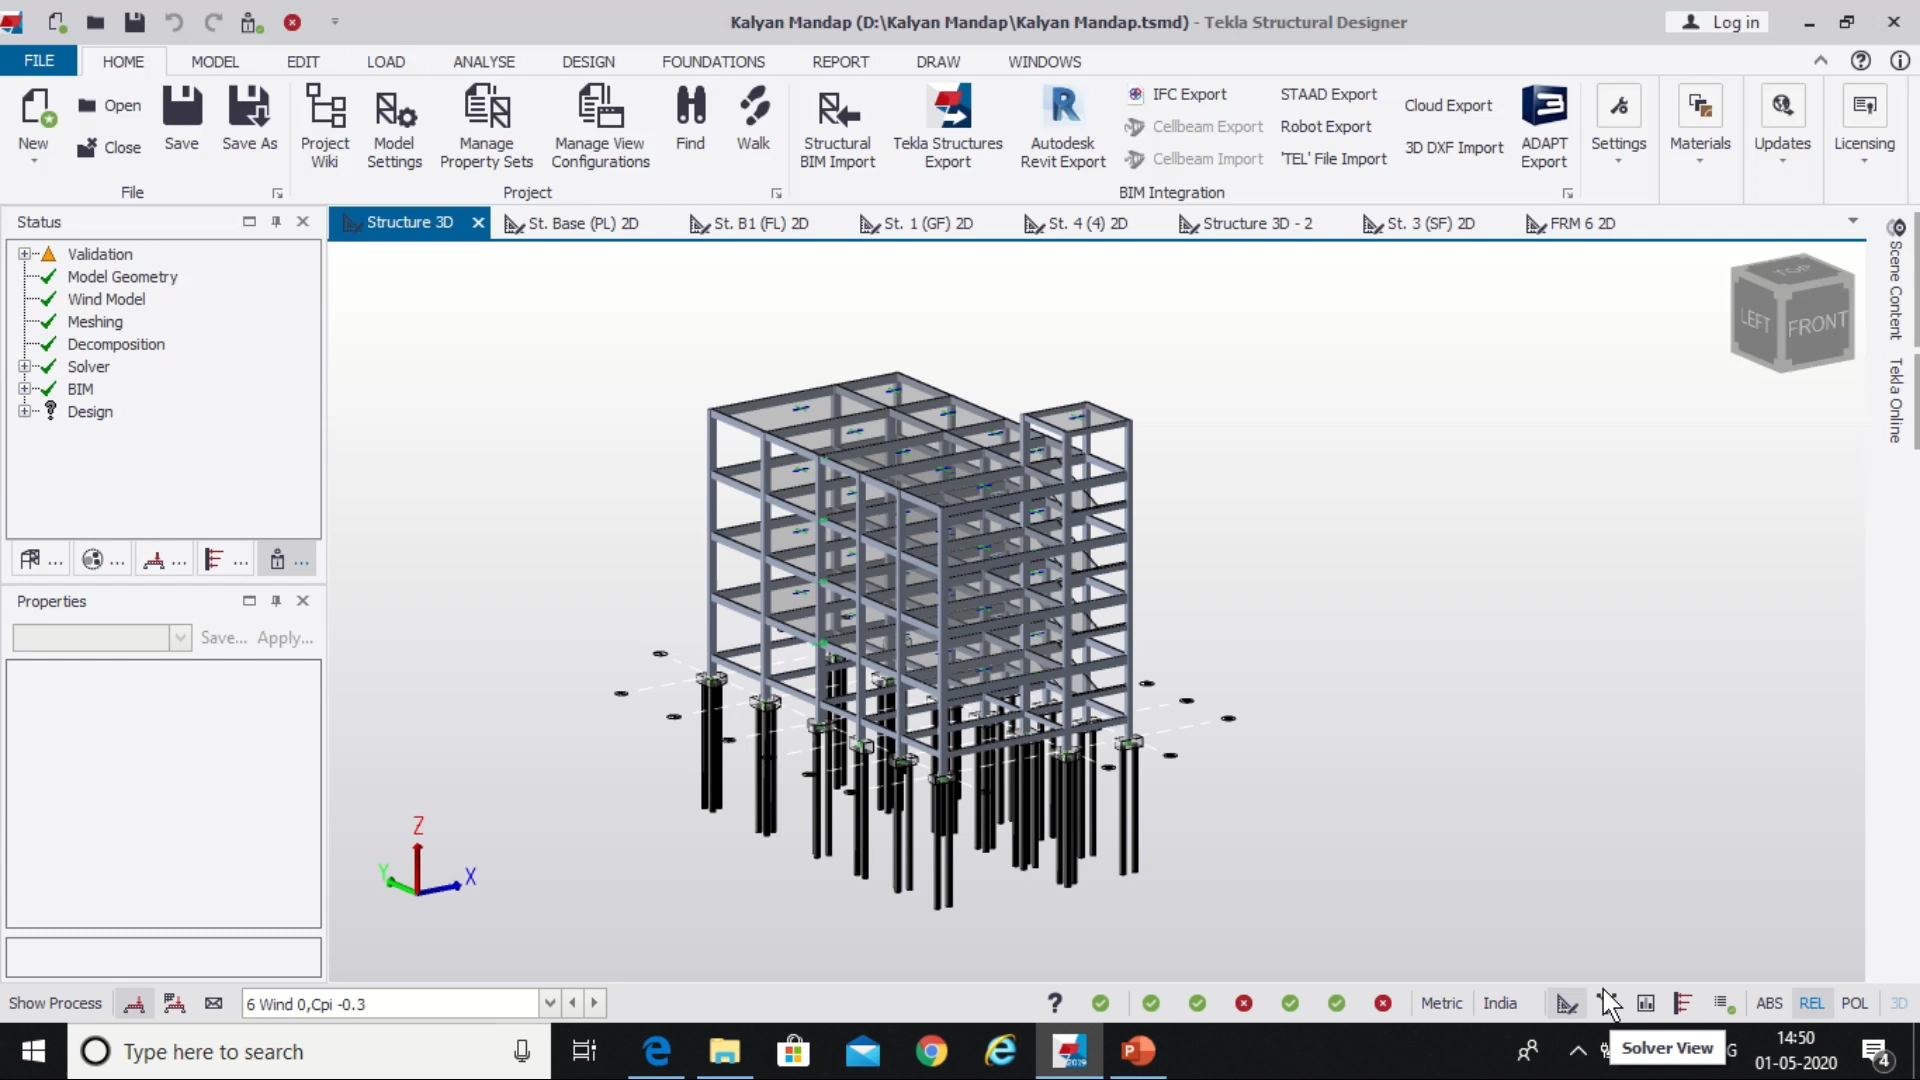 Kalyan Mandap (D:\Kalyan Mandap\Kalyan Mandap.tsmd) - Tekla Structural Designer
Log in
FILE HOME MODEL EDIT LOAD ANALYSE DESIGN FOUNDATIONS REPORT DRAW WINDOWS
New
Open
Close
Save
Save As
File
Project Wiki
Model Settings
Manage Property Sets
Manage View Configurations
Find
Walk
Project
Structural BIM Import
Tekla Structures Export
Autodesk Revit Export
IFC Export
Cellbeam Export
Cellbeam Import
STAAD Export
Robot Export
'TEL' File Import
Cloud Export
3D DXF Import
ADAPT Export
BIM Integration
Settings
Materials
Updates
Licensing
Status
Validation
Model Geometry
Wind Model
Meshing
Decomposition
Solver
BIM
Design
Structure 3D
St. Base (PL) 2D
St. B1 (FL) 2D
St. 1 (GF) 2D
St. 4 (4) 2D
Structure 3D - 2
St. 3 (SF) 2D
FRM 6 2D
Scene Content
Tekla Online
TOP
LEFT
FRONT
Properties
Save... Apply...
Z
Y
X
Show Process
6 Wind 0,Cpi -0.3
Metric
India
ABS
REL
POL
3D
Solver View
Type here to search
2019
G
14:50
01-05-2020
4